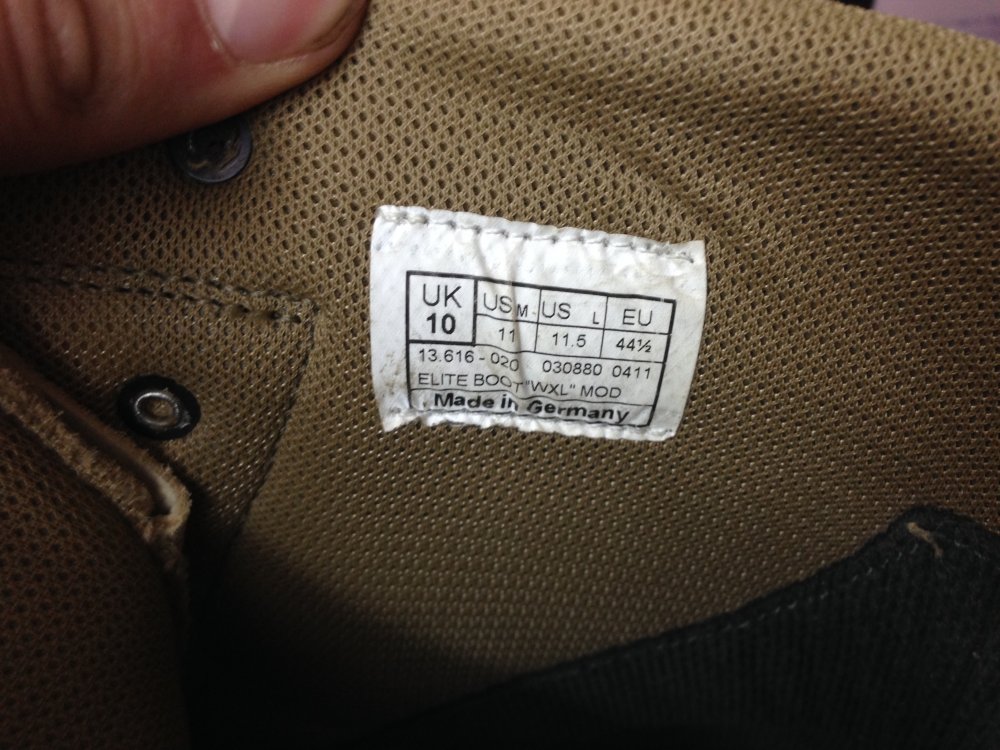 UK USM US L EU
10 11 11.5 44½
13.616 - 020 030880 0411
ELITE BOOT "WXL" MOD
Made in Germany